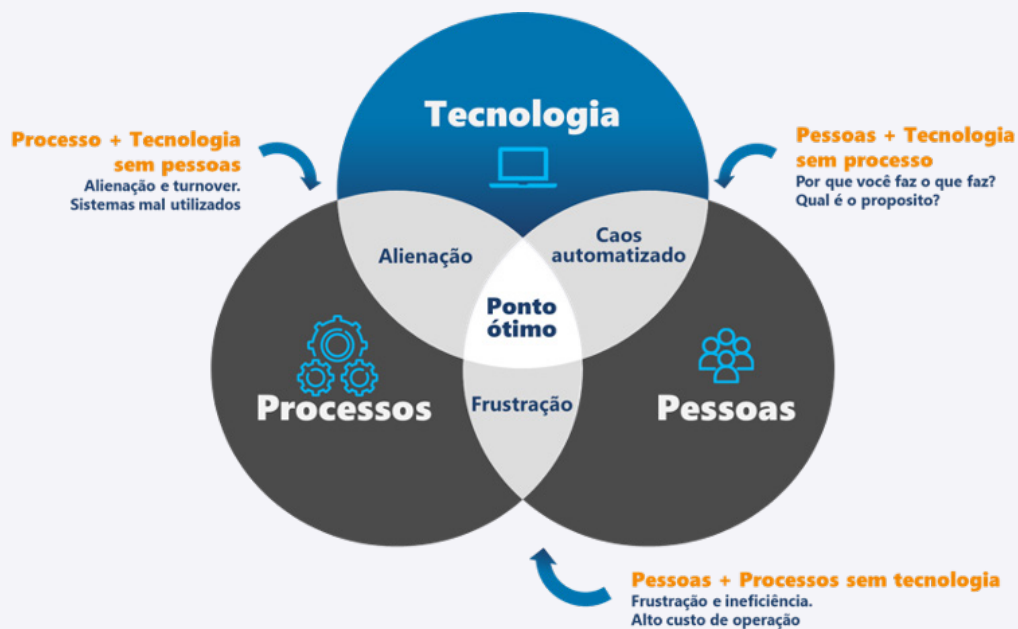 Tecnologia
Processo + Tecnologia
sem pessoas
Alienação e turnover.
Sistemas mal utilizados
Pessoas + Tecnologia
sem processo
Por que você faz o que faz?
Qual é o proposito?
Alienação
Caos
automatizado
Ponto
ótimo
Processos
Frustração
Pessoas
Pessoas + Processos sem tecnologia
Frustração e ineficiência.
Alto custo de operação